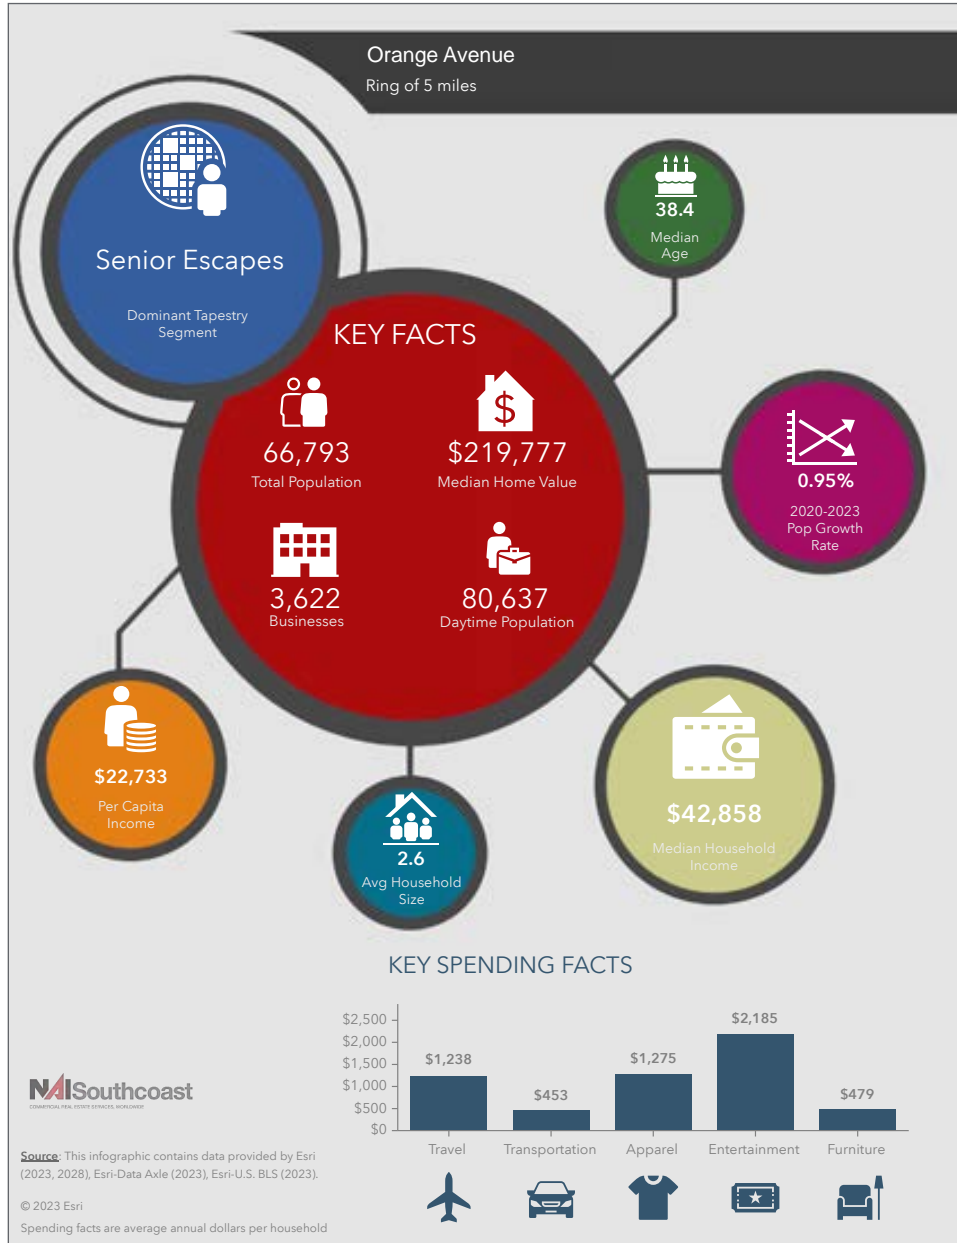 Orange Avenue
Ring of 5 miles
Senior Escapes
Dominant Tapestry
Segment
38.4
Median
Age
KEY FACTS
66,793
Total Population
$219,777
Median Home Value
3,622
Businesses
80,637
Daytime Population
0.95%
2020-2023
Pop Growth
Rate
$22,733
Per Capita
Income
2.6
Avg Household
Size
$42,858
Median Household
Income
KEY SPENDING FACTS
$2,500
$2,000
$1,500
$1,000
$500
$0
$1,238
$453
$1,275
$2,185
$479
Travel
Transportation
Apparel
Entertainment
Furniture
NAISouthcoast
COMMERCIAL REAL ESTATE SERVICES, WORLDWIDE
Source: This infographic contains data provided by Esri
(2023, 2028), Esri-Data Axle (2023), Esri-U.S. BLS (2023).
© 2023 Esri
Spending facts are average annual dollars per household